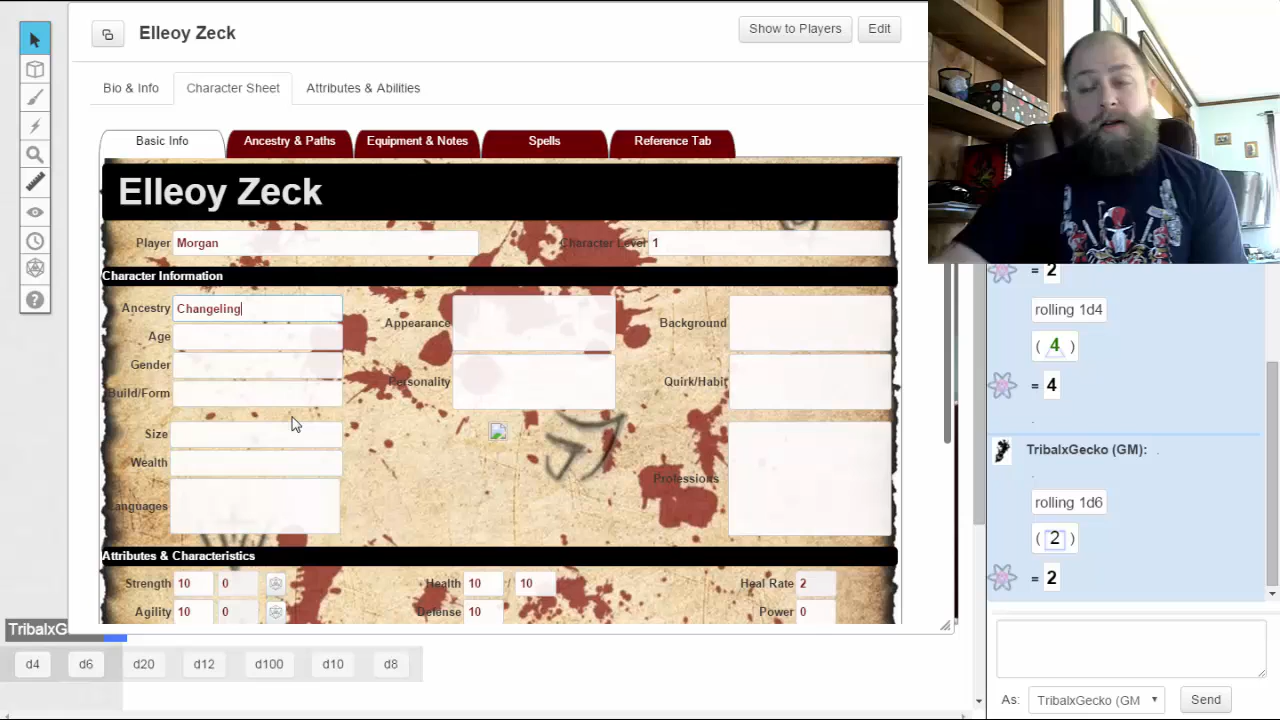 Elleoy Zeck
Show to Players
Edit
Bio & Info
Character Sheet
Attributes & Abilities
Basic Info
Ancestry & Paths
Equipment & Notes
Spells
Reference Tab
Elleoy Zeck
Player Morgan
Character Level 1
Character Information
Ancestry Changeling
Appearance
Background
Age
Gender
Build/Form
Personality
Quirk/Habit
Size
Wealth
Languages
Professions
Attributes & Characteristics
Strength 10 0
Health 10 / 10
Heal Rate 2
Agility 10 0
Defense 10
Power 0
TribalxG
d4 d6 d20 d12 d100 d10 d8
= 2
rolling 1d4
( 4 )
= 4
TribalxGecko (GM):
rolling 1d6
( 2 )
= 2
As: TribalxGecko (GM
Send